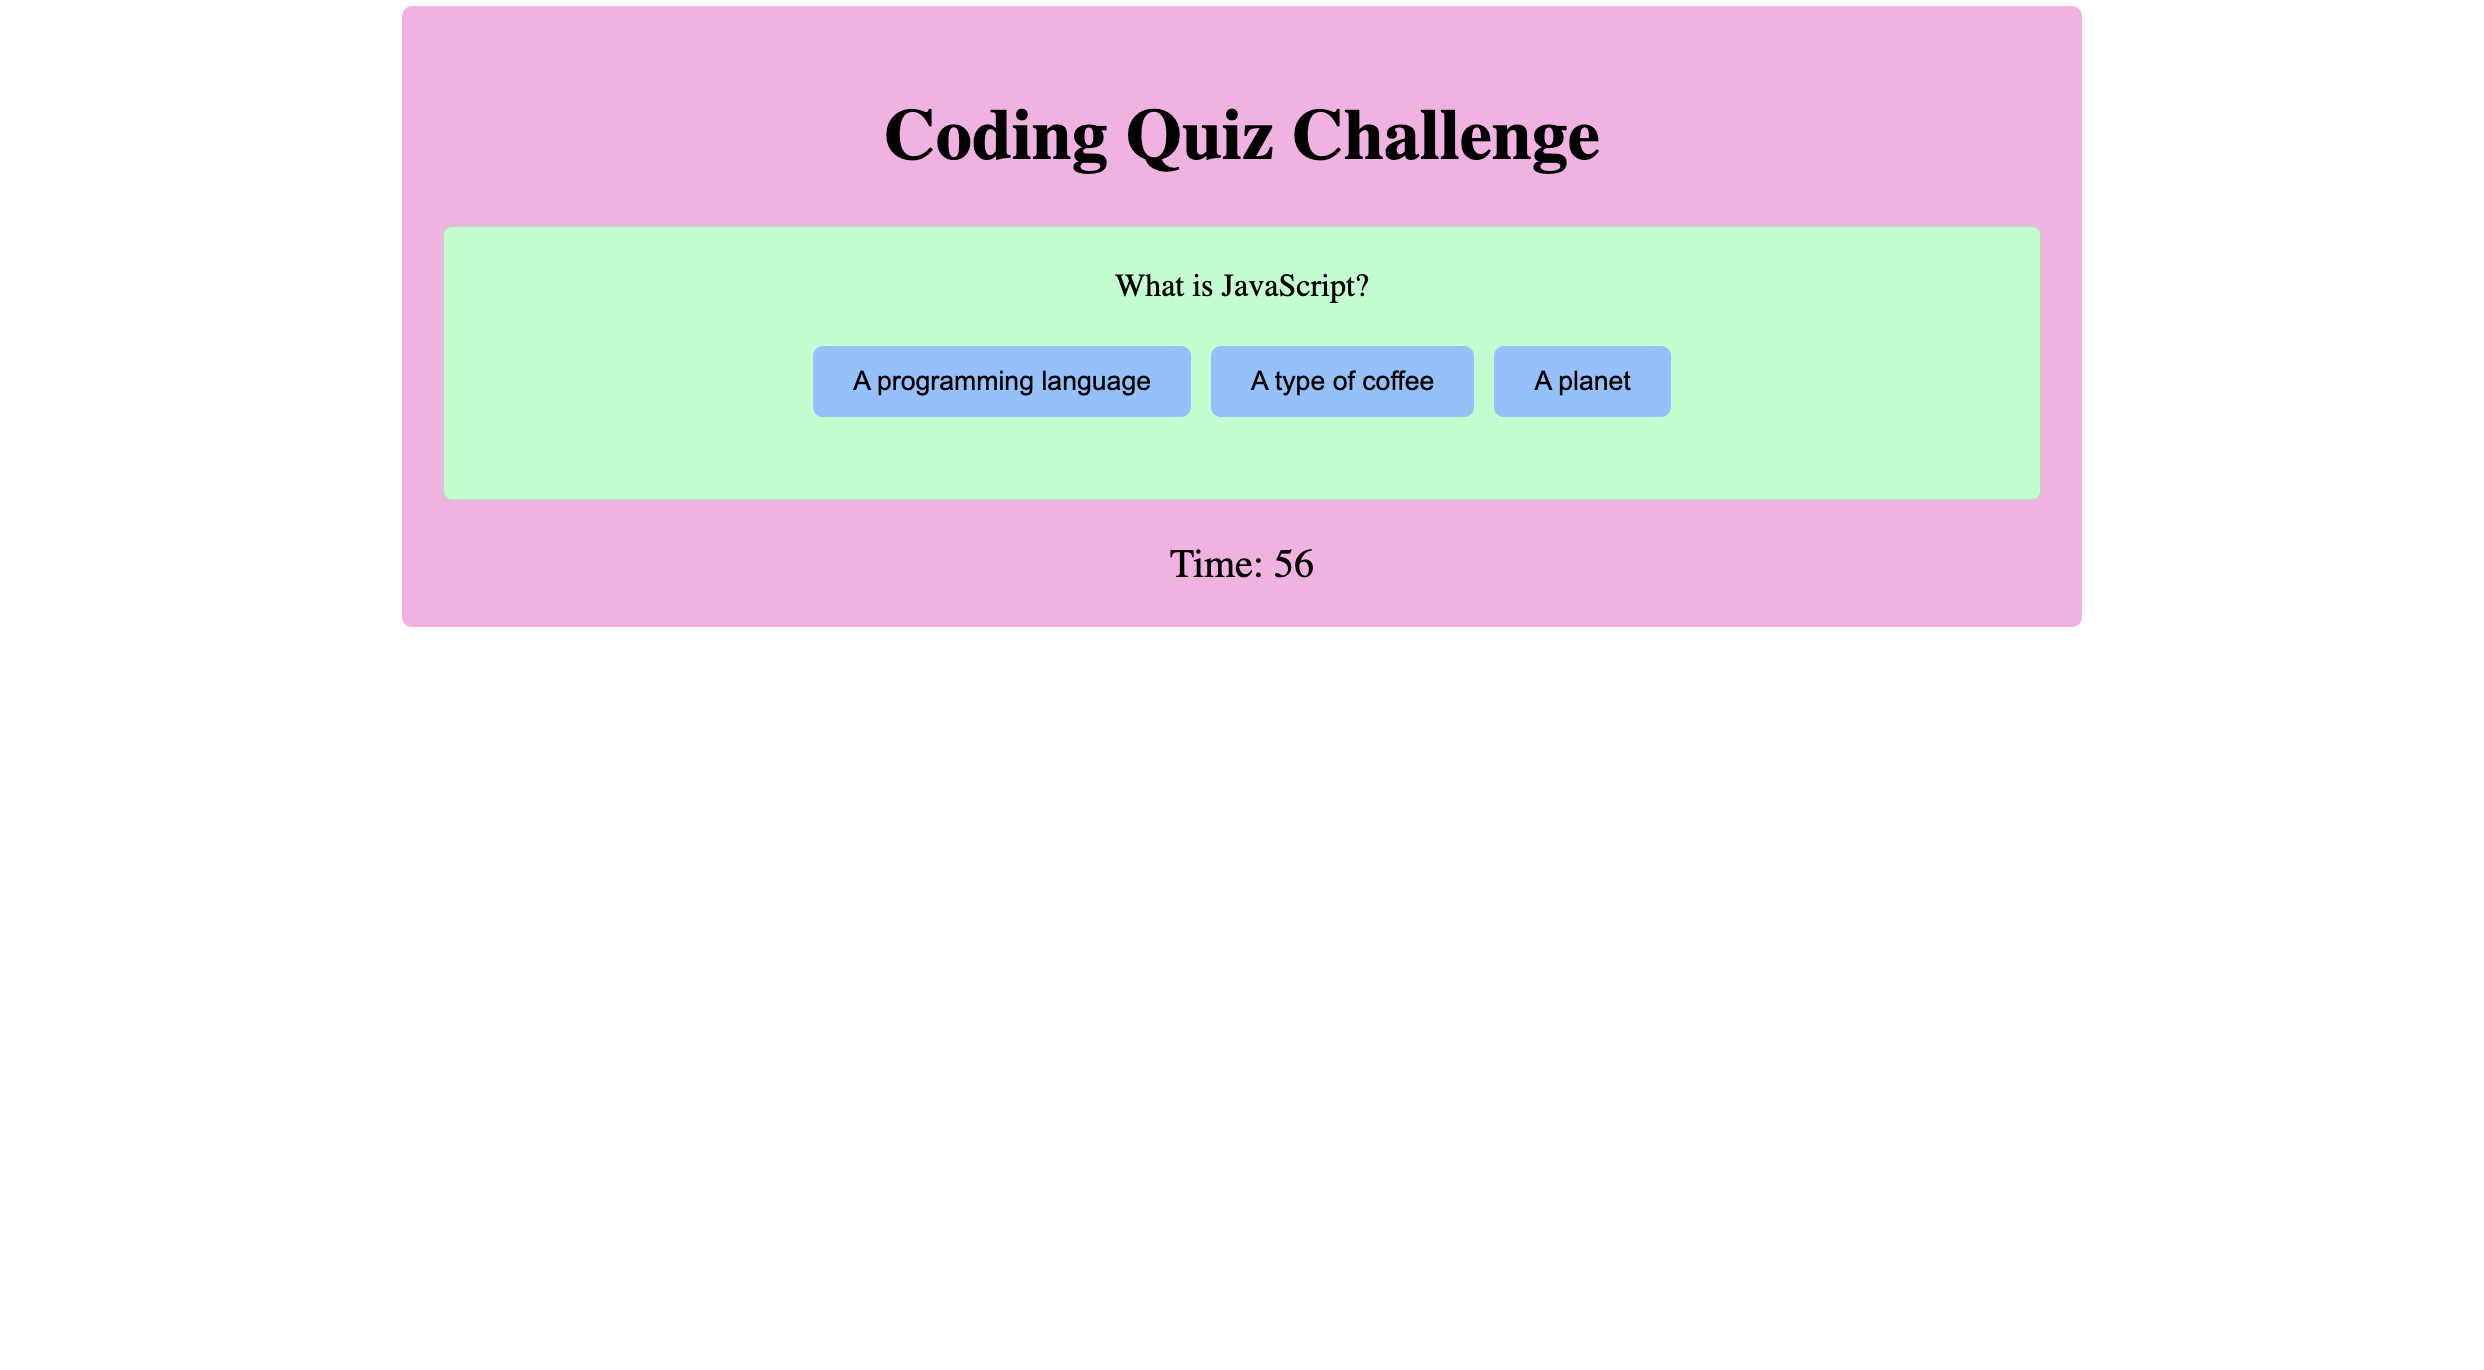 Coding Quiz Challenge
What is JavaScript?
A programming language A type of coffee A planet
Time: 56